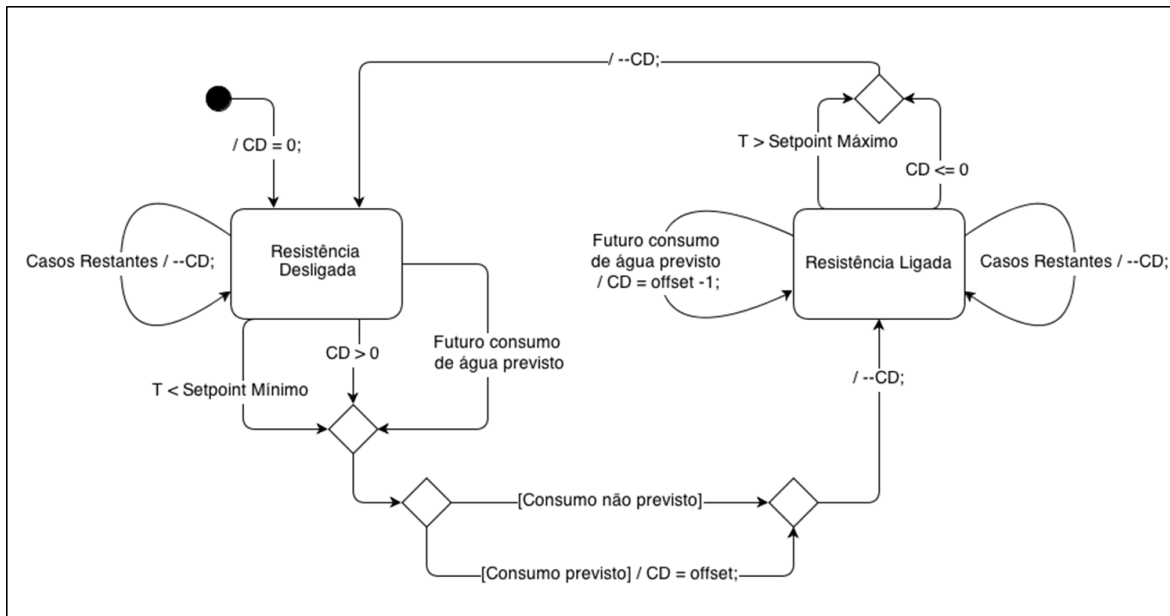 / --CD;
/ CD = 0;
T > Setpoint Máximo
CD <= 0
Casos Restantes / --CD;
Resistência
Desligada
Futuro consumo
de água previsto
/ CD = offset -1;
Resistência Ligada
Casos Restantes / --CD;
CD > 0
Futuro consumo
de água previsto
T < Setpoint Mínimo
/ --CD;
[Consumo não previsto]
[Consumo previsto] / CD = offset;